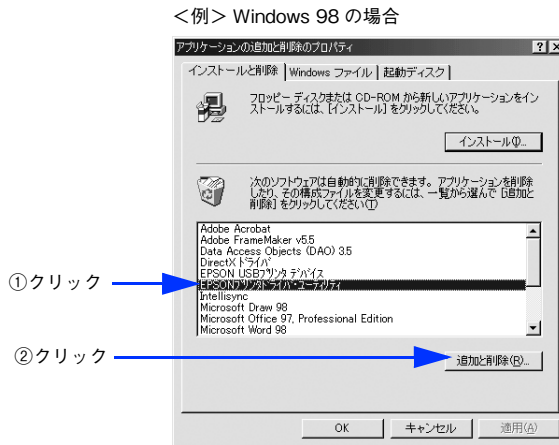 ＜例＞ Windows 98 の場合
アプリケーションの追加と削除のプロパティ
インストールと削除 Windows ファイル 起動ディスク
フロッピー ディスクまたは CD-ROM から新しいアプリケーションをイン
ストールするには、[インストール] をクリックしてください。
インストール(I)...
次のソフトウェアは自動的に削除できます。アプリケーションを削除
したり、その構成ファイルを変更するには、一覧から選んで [追加と
削除] をクリックしてください(T)
Adobe Acrobat
Adobe FrameMaker v5.5
Data Access Objects (DAO) 3.5
DirectX ﾄﾞﾗｲﾊﾞ
EPSON USBﾌﾟﾘﾝﾀ ﾃﾞﾊﾞｲｽ
①クリック
EPSONﾌﾟﾘﾝﾀﾄﾞﾗｲﾊﾞ･ﾕｰﾃｨﾘﾃｨ
Intellisync
Microsoft Draw 98
Microsoft Office 97, Professional Edition
Microsoft Word 98
②クリック
追加と削除(R)...
OK キャンセル 適用(A)